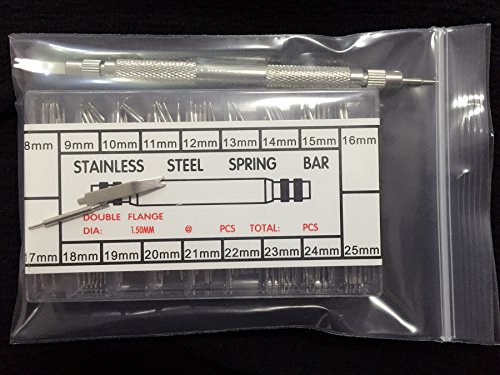 8mm 9mm 10mm 11mm 12mm 13mm 14mm 15mm 16mm
STAINLESS STEEL SPRING BAR
DOUBLE FLANGE
DIA: 1.50MM @ PCS TOTAL: PCS
17mm 18mm 19mm 20mm 21mm 22mm 23mm 24mm 25mm